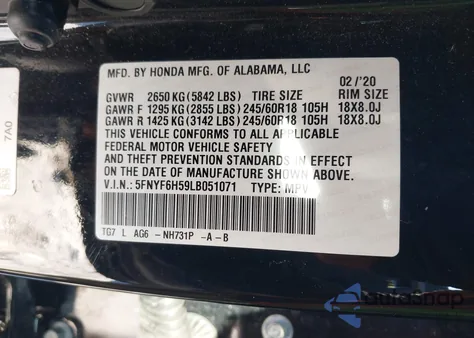 MFD. BY HONDA MFG. OF ALABAMA, LLC 02/'20
GVWR 2650 KG (5842 LBS) TIRE SIZE RIM SIZE
GAWR F 1295 KG (2855 LBS) 245/60R18 105H 18X8.0J
GAWR R 1425 KG (3142 LBS) 245/60R18 105H 18X8.0J
THIS VEHICLE CONFORMS TO ALL APPLICABLE
FEDERAL MOTOR VEHICLE SAFETY
AND THEFT PREVENTION STANDARDS IN EFFECT
ON THE DATE OF MANUFACTURE SHOWN ABOVE.
V.I.N.: 5FNYF6H59LB051071 TYPE: MPV
TG7 L AG6 -NH731P -A-B
7A0
autosnap